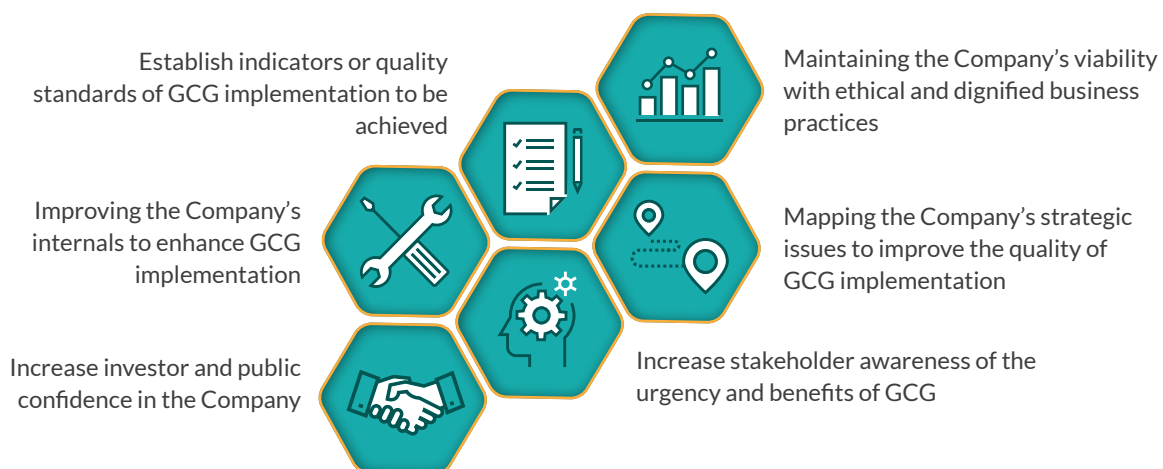 Establish indicators or quality
standards of GCG implementation to be
achieved
Maintaining the Company’s viability
with ethical and dignified business
practices
Improving the Company’s
internals to enhance GCG
implementation
Mapping the Company’s strategic
issues to improve the quality of
GCG implementation
Increase investor and public
confidence in the Company
Increase stakeholder awareness of the
urgency and benefits of GCG